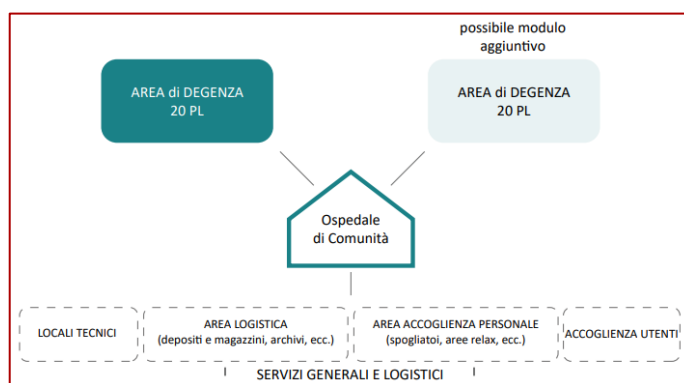 possibile modulo
aggiuntivo
AREA di DEGENZA
20 PL
AREA di DEGENZA
20 PL
Ospedale
di Comunità
LOCALI TECNICI
AREA LOGISTICA
(depositi e magazzini, archivi, ecc.)
AREA ACCOGLIENZA PERSONALE
(spogliatoi, aree relax, ecc.)
ACCOGLIENZA UTENTI
SERVIZI GENERALI E LOGISTICI